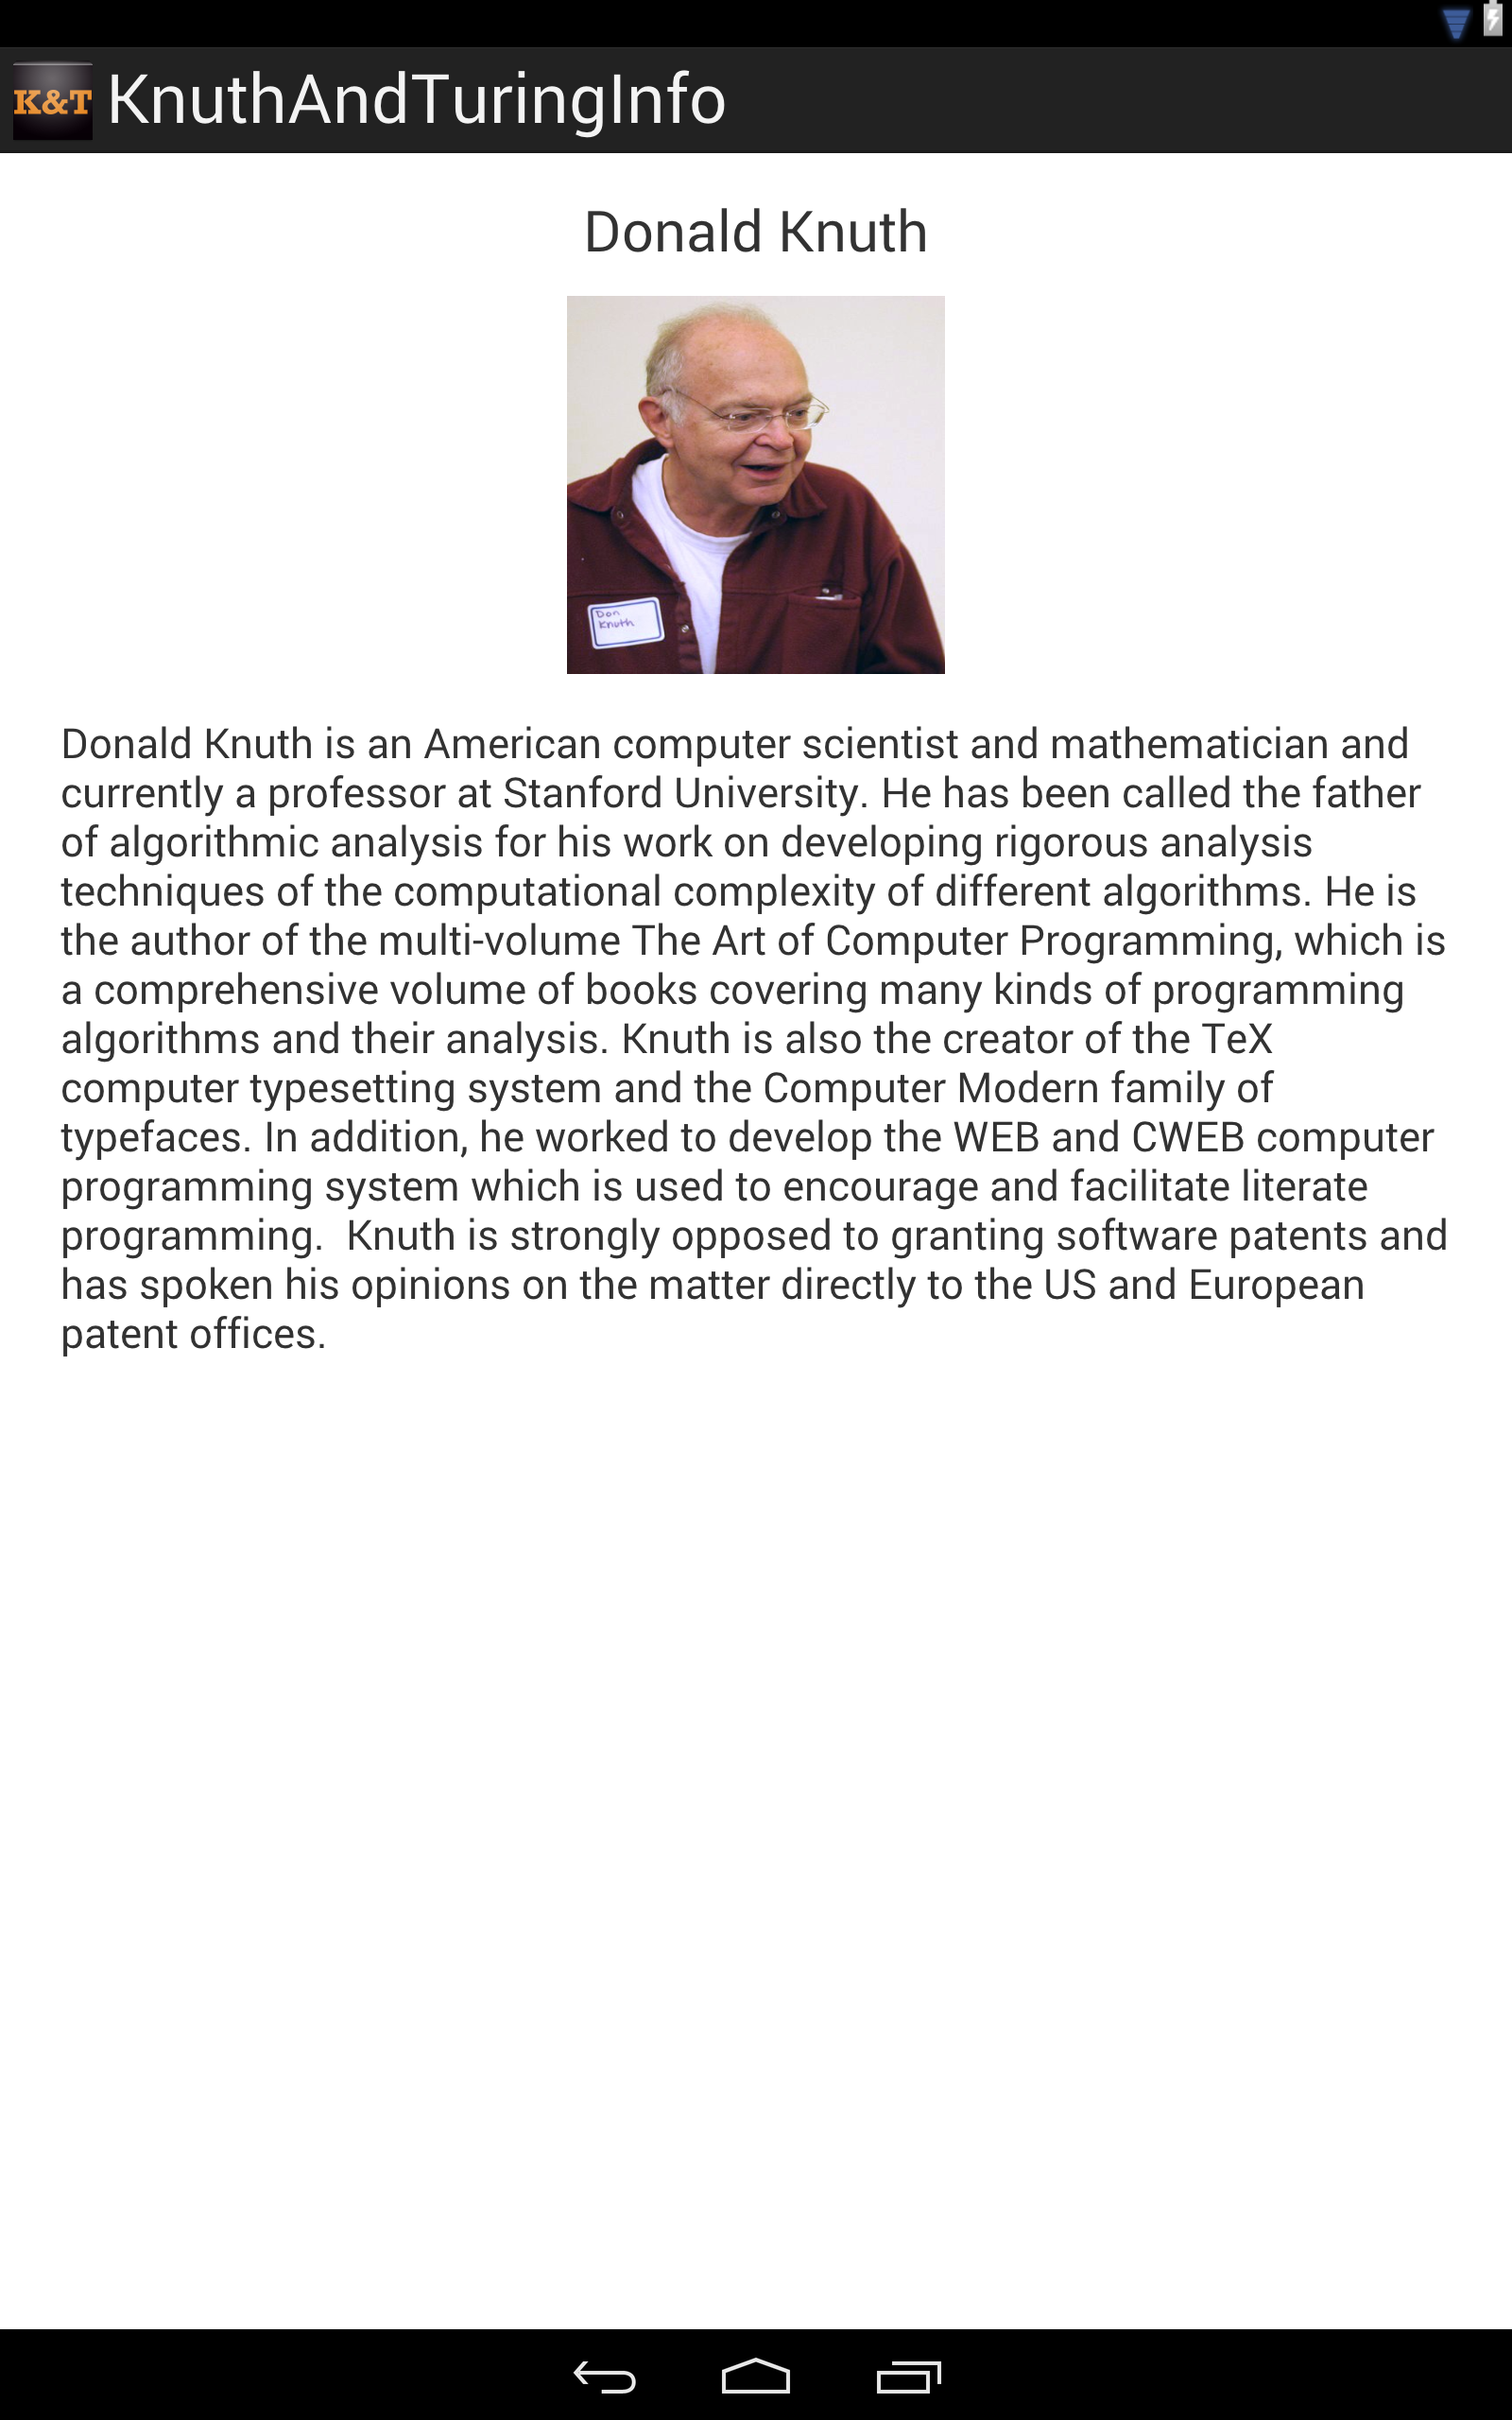 K&T KnuthAndTuringInfo
Donald Knuth
Don
Knuth
Donald Knuth is an American computer scientist and mathematician and
currently a professor at Stanford University. He has been called the father
of algorithmic analysis for his work on developing rigorous analysis
techniques of the computational complexity of different algorithms. He is
the author of the multi-volume The Art of Computer Programming, which is
a comprehensive volume of books covering many kinds of programming
algorithms and their analysis. Knuth is also the creator of the TeX
computer typesetting system and the Computer Modern family of
typefaces. In addition, he worked to develop the WEB and CWEB computer
programming system which is used to encourage and facilitate literate
programming.  Knuth is strongly opposed to granting software patents and
has spoken his opinions on the matter directly to the US and European
patent offices.